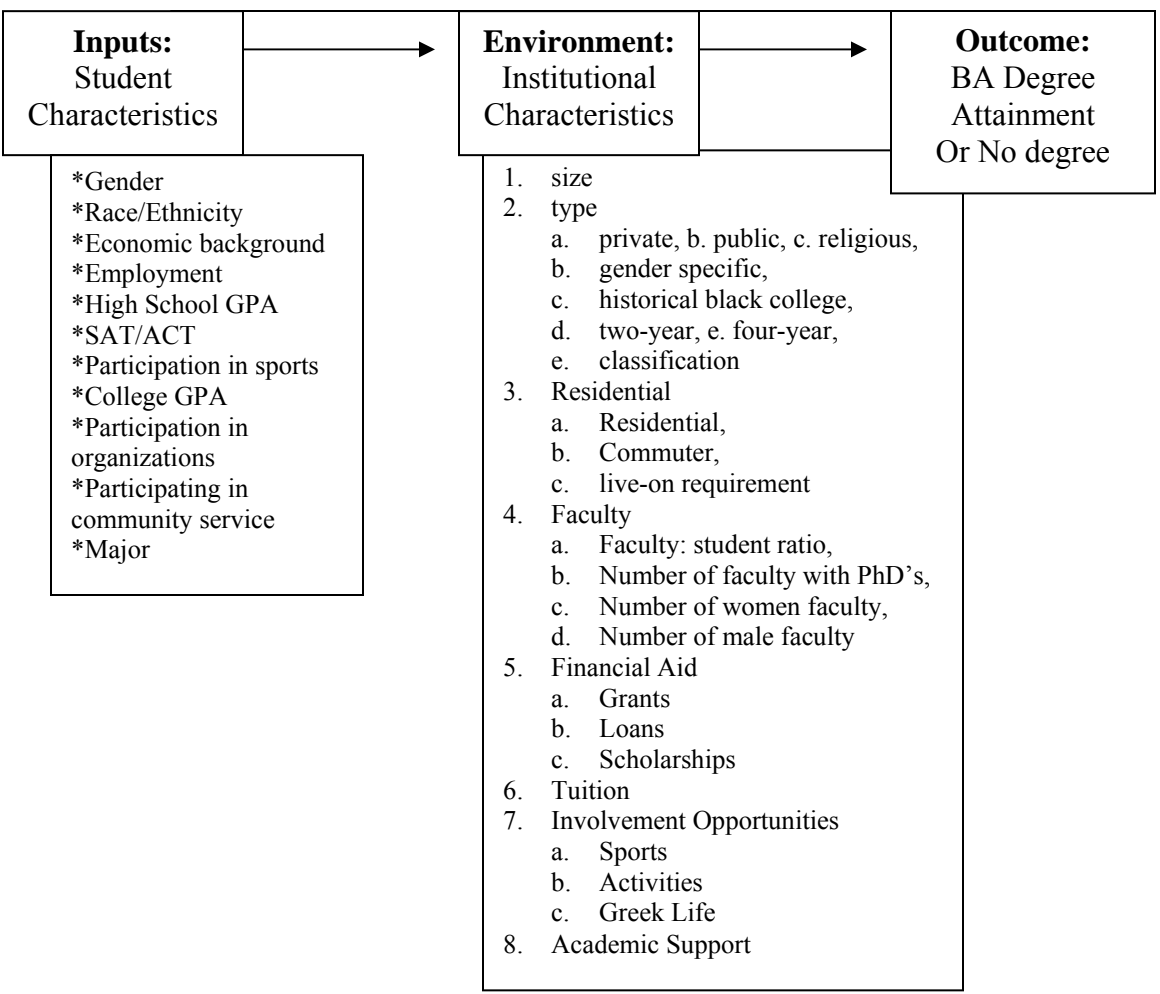 Inputs:
Student
Characteristics
*Gender
*Race/Ethnicity
*Economic background
*Employment
*High School GPA
*SAT/ACT
*Participation in sports
*College GPA
*Participation in
organizations
*Participating in
community service
*Major
Environment:
Institutional
Characteristics
1. size
2. type
a. private, b. public, c. religious,
b. gender specific,
c. historical black college,
d. two-year, e. four-year,
e. classification
3. Residential
a. Residential,
b. Commuter,
c. live-on requirement
4. Faculty
a. Faculty: student ratio,
b. Number of faculty with PhD’s,
c. Number of women faculty,
d. Number of male faculty
5. Financial Aid
a. Grants
b. Loans
c. Scholarships
6. Tuition
7. Involvement Opportunities
a. Sports
b. Activities
c. Greek Life
8. Academic Support
Outcome:
BA Degree
Attainment
Or No degree